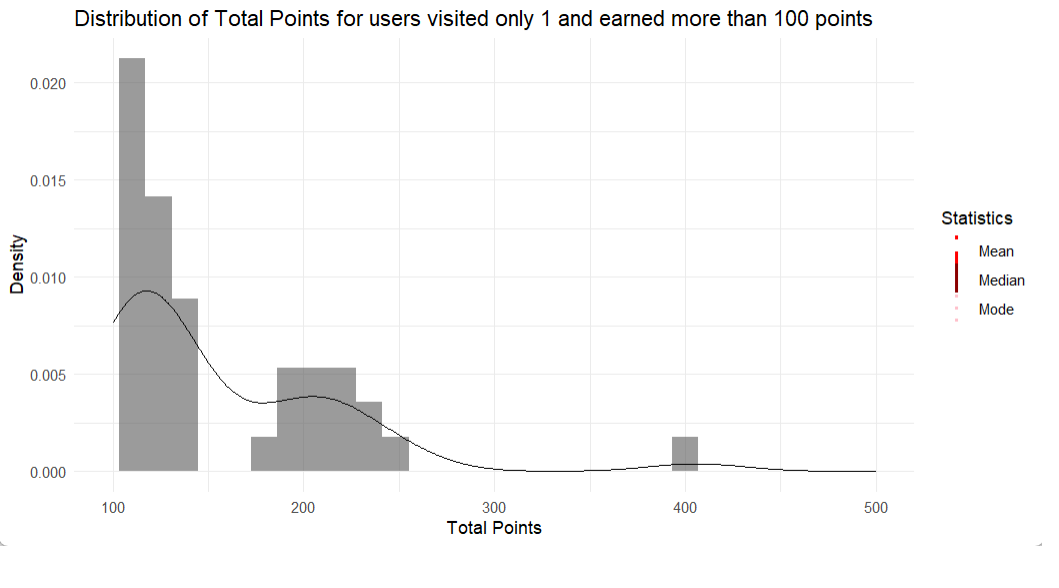 Distribution of Total Points for users visited only 1 and earned more than 100 points
0.020
0.015
0.010
0.005
0.000
Density
100 200 300 400 500
Total Points
Statistics
Mean
Median
Mode